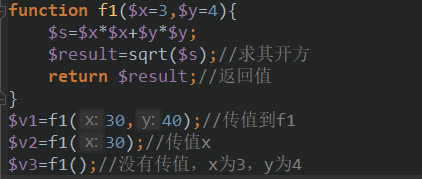 function f1($x=3,$y=4){
    $s=$x*$x+$y*$y;
    $result=sqrt($s);//求其开方
    return $result;//返回值
}
$v1=f1( x: 30, y: 40);//传值到f1
$v2=f1( x: 30);//传值x
$v3=f1();//没有传值，x为3，y为4